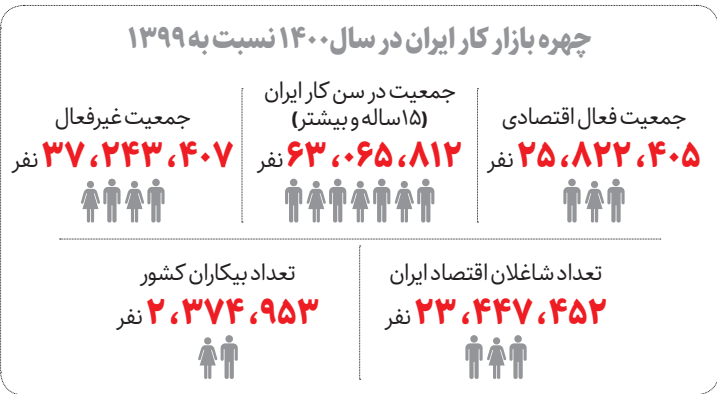 چهره بازار کار ایران در سال ۱۴۰۰ نسبت به ۱۳۹۹
جمعیت فعال اقتصادی
۲۵،۸۲۲،۴۰۵ نفر
جمعیت در سن کار ایران
(۱۵ساله و بیشتر)
۶۳،۰۶۵،۸۱۲ نفر
جمعیت غیرفعال
۳۷،۲۴۳،۴۰۷ نفر
تعداد شاغلان اقتصاد ایران
۲۳،۴۴۷،۴۵۲ نفر
تعداد بیکاران کشور
۲،۳۷۴،۹۵۳ نفر